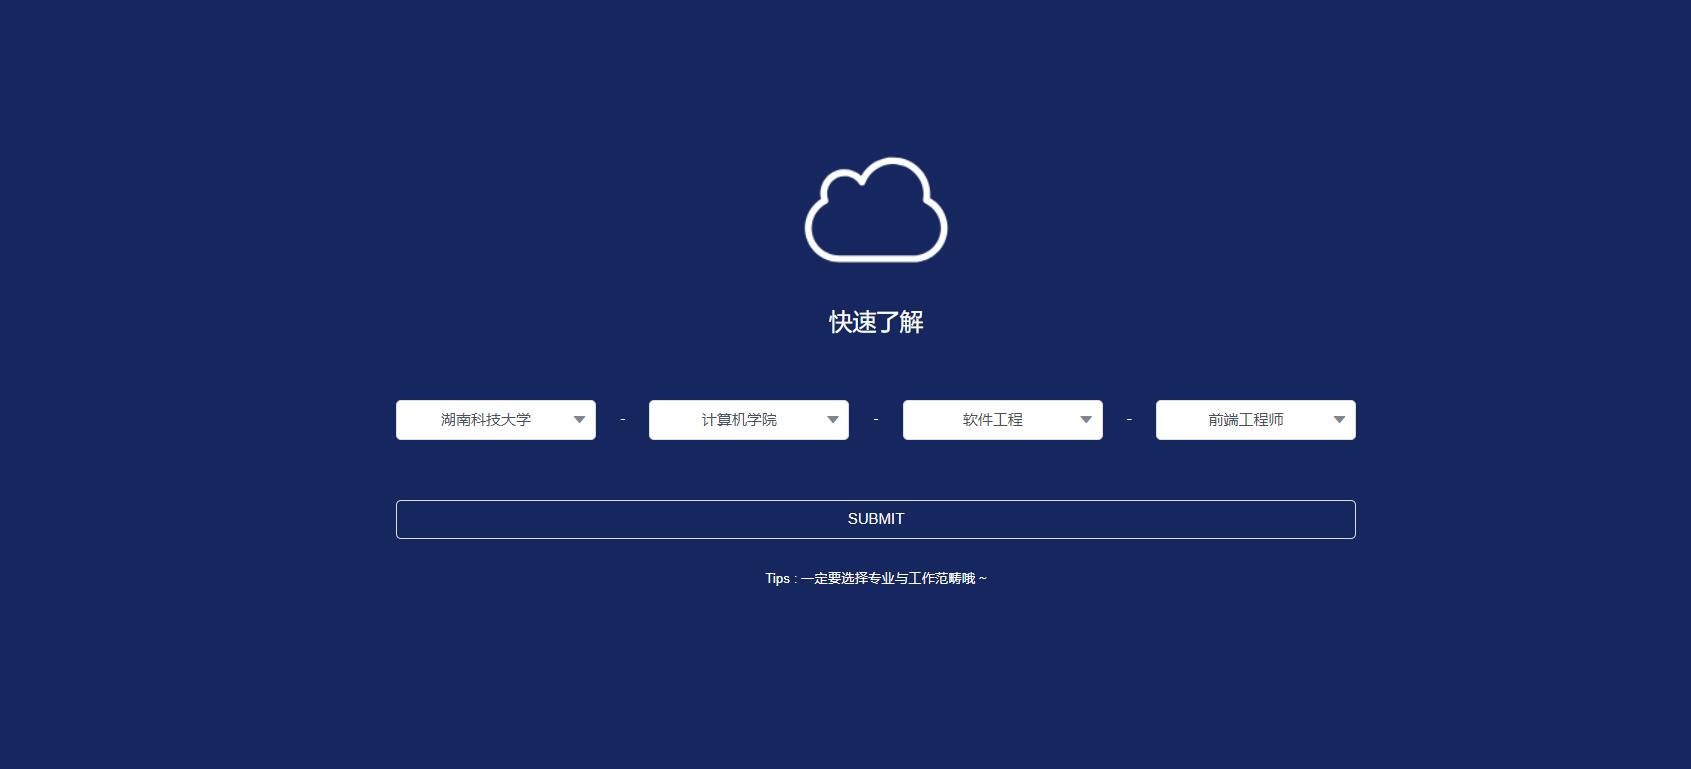 快速了解
湖南科技大学 - 计算机学院 - 软件工程 - 前端工程师
SUBMIT
Tips : 一定要选择专业与工作范畴哦 ~